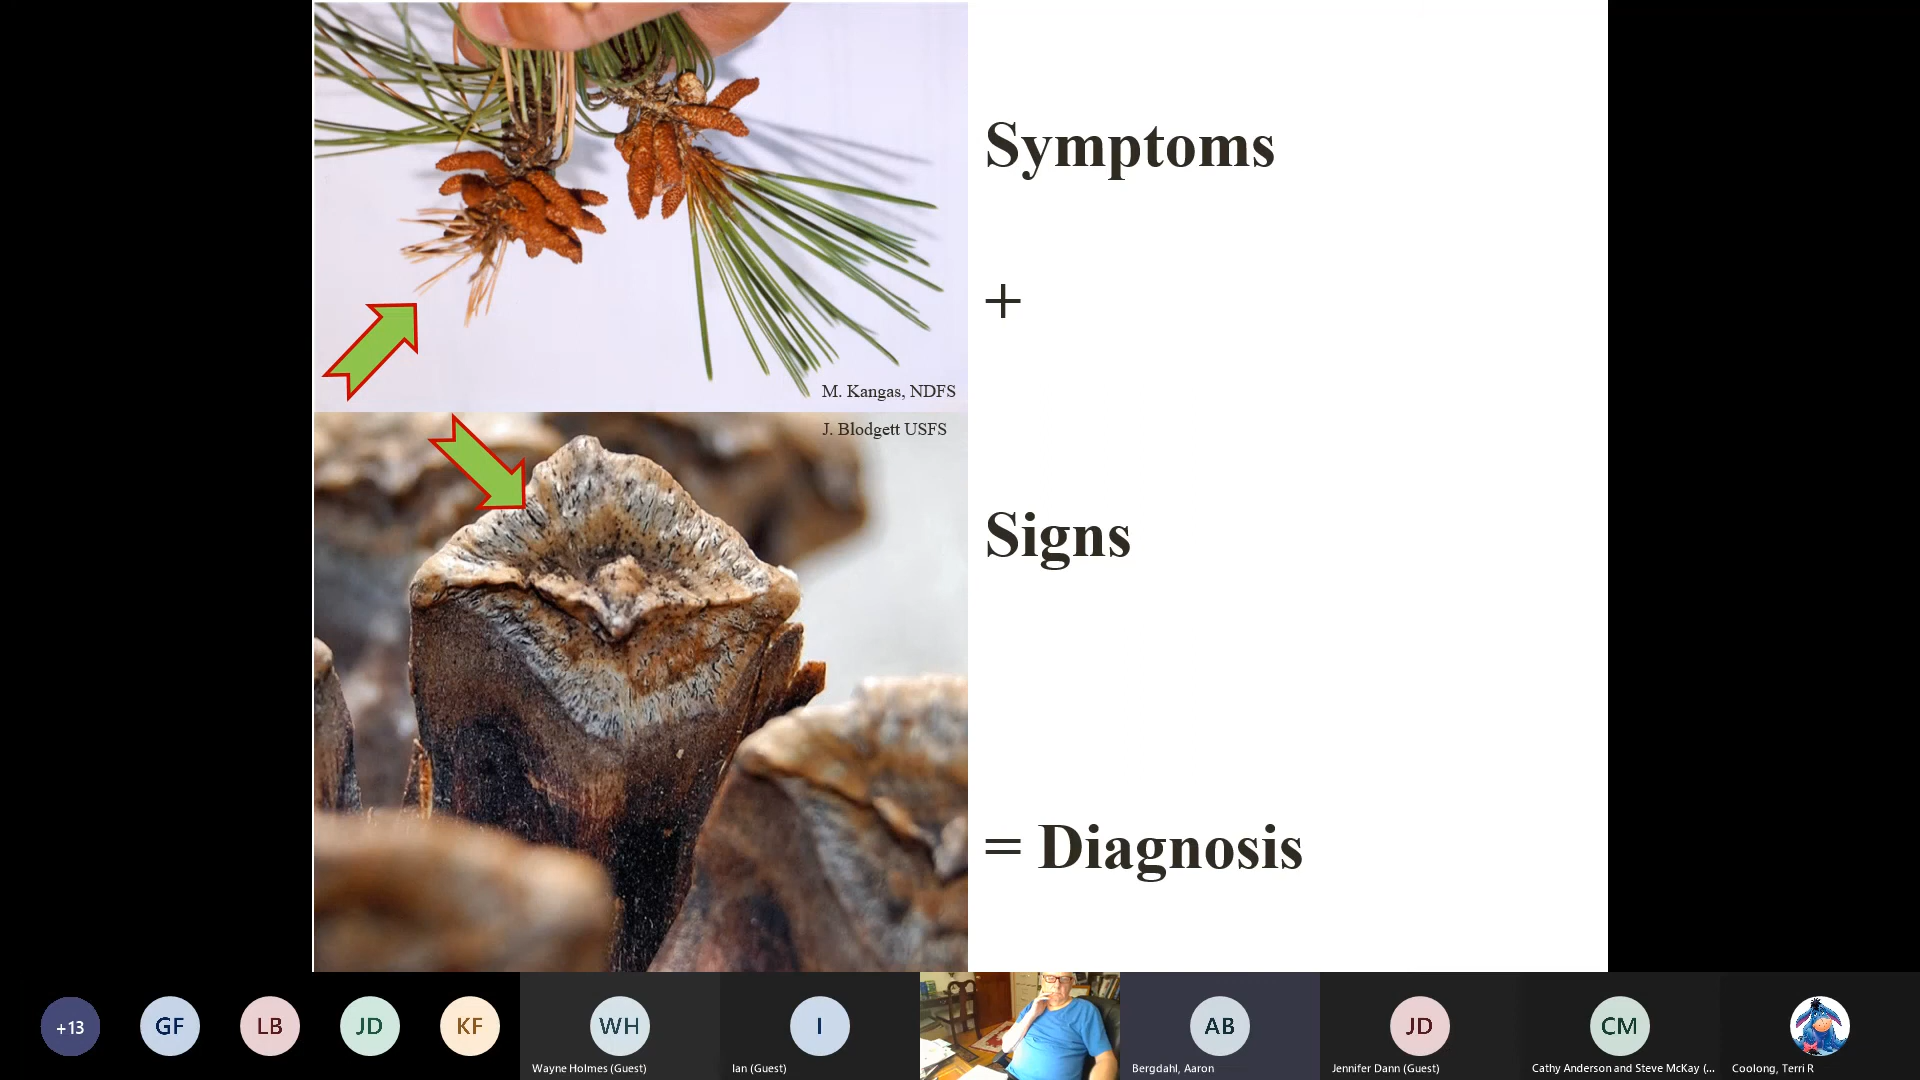 Symptoms
+
M. Kangas, NDFS
J. Blodgett USFS
Signs
= Diagnosis
+13
GF
LB
JD
KF
WH
Wayne Holmes (Guest)
I
Ian (Guest)
AB
Bergdahl, Aaron
JD
Jennifer Dann (Guest)
CM
Cathy Anderson and Steve McKay (...
Coolong, Terri R